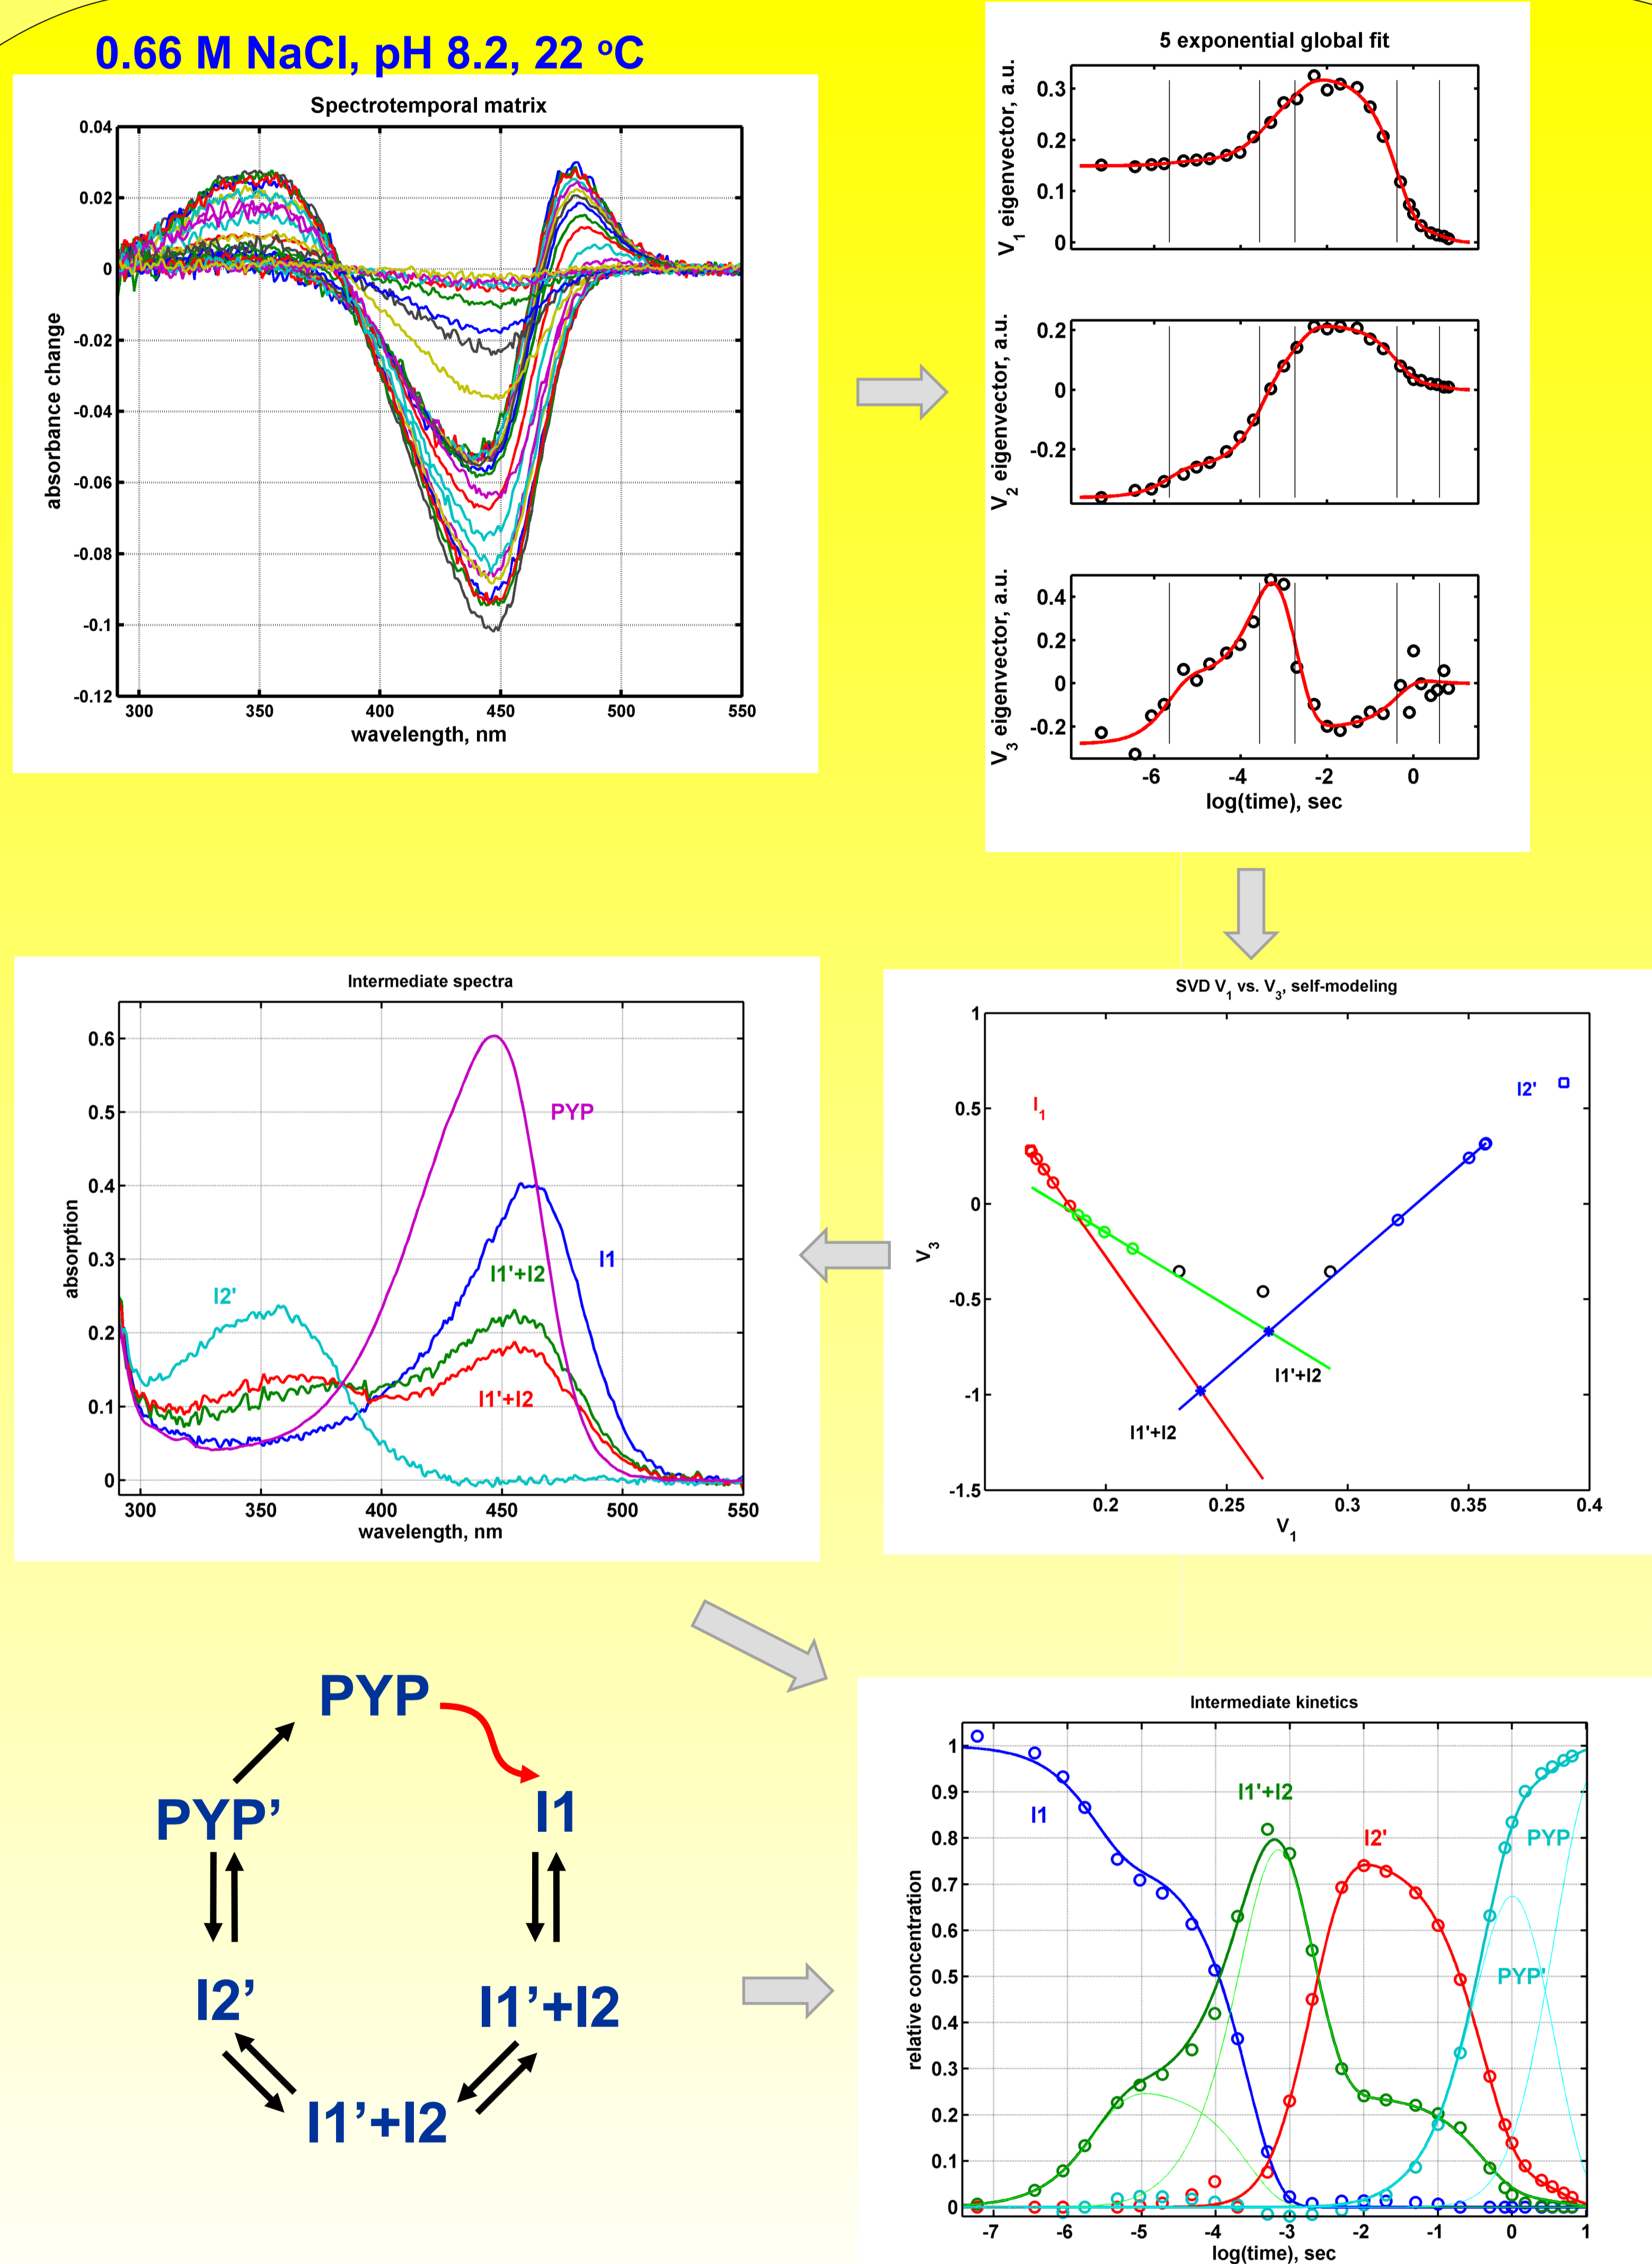 0.66 M NaCl, pH 8.2, 22 °C
Spectrotemporal matrix
absorbance change
0.04
0.02
0
-0.02
-0.04
-0.06
-0.08
-0.1
-0.12
300 350 400 450 500 550
wavelength, nm
5 exponential global fit
V1 eigenvector, a.u.
0.3
0.2
0.1
0
V2 eigenvector, a.u.
0.2
0
-0.2
V3 eigenvector, a.u.
0.4
0.2
0
-0.2
-6 -4 -2 0
log(time), sec
Intermediate spectra
absorption
0.6
0.5
0.4
0.3
0.2
0.1
0
PYP
I1
I1'+I2
I2'
I1'+I2
300 350 400 450 500 550
wavelength, nm
SVD V1 vs. V3, self-modeling
V3
1
0.5
0
-0.5
-1
-1.5
I1
I2'
I1'+I2
I1'+I2
0.2 0.25 0.3 0.35 0.4
V1
PYP
PYP’ I1
I2’ I1’+I2
I1’+I2
Intermediate kinetics
relative concentration
1
0.9
0.8
0.7
0.6
0.5
0.4
0.3
0.2
0.1
0
I1
I1'+I2
I2'
PYP
PYP'
-7 -6 -5 -4 -3 -2 -1 0 1
log(time), sec